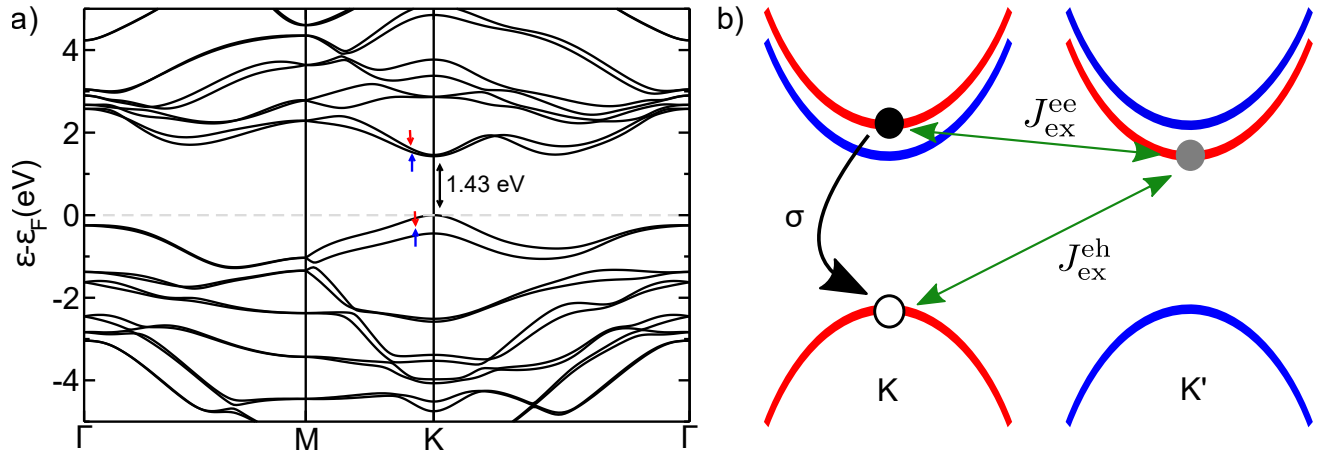 a)
ε-ε_F(eV)
4
2
0
-2
-4
1.43 eV
Γ
M
K
Γ
b)
J_ex^ee
σ
J_ex^eh
K
K'